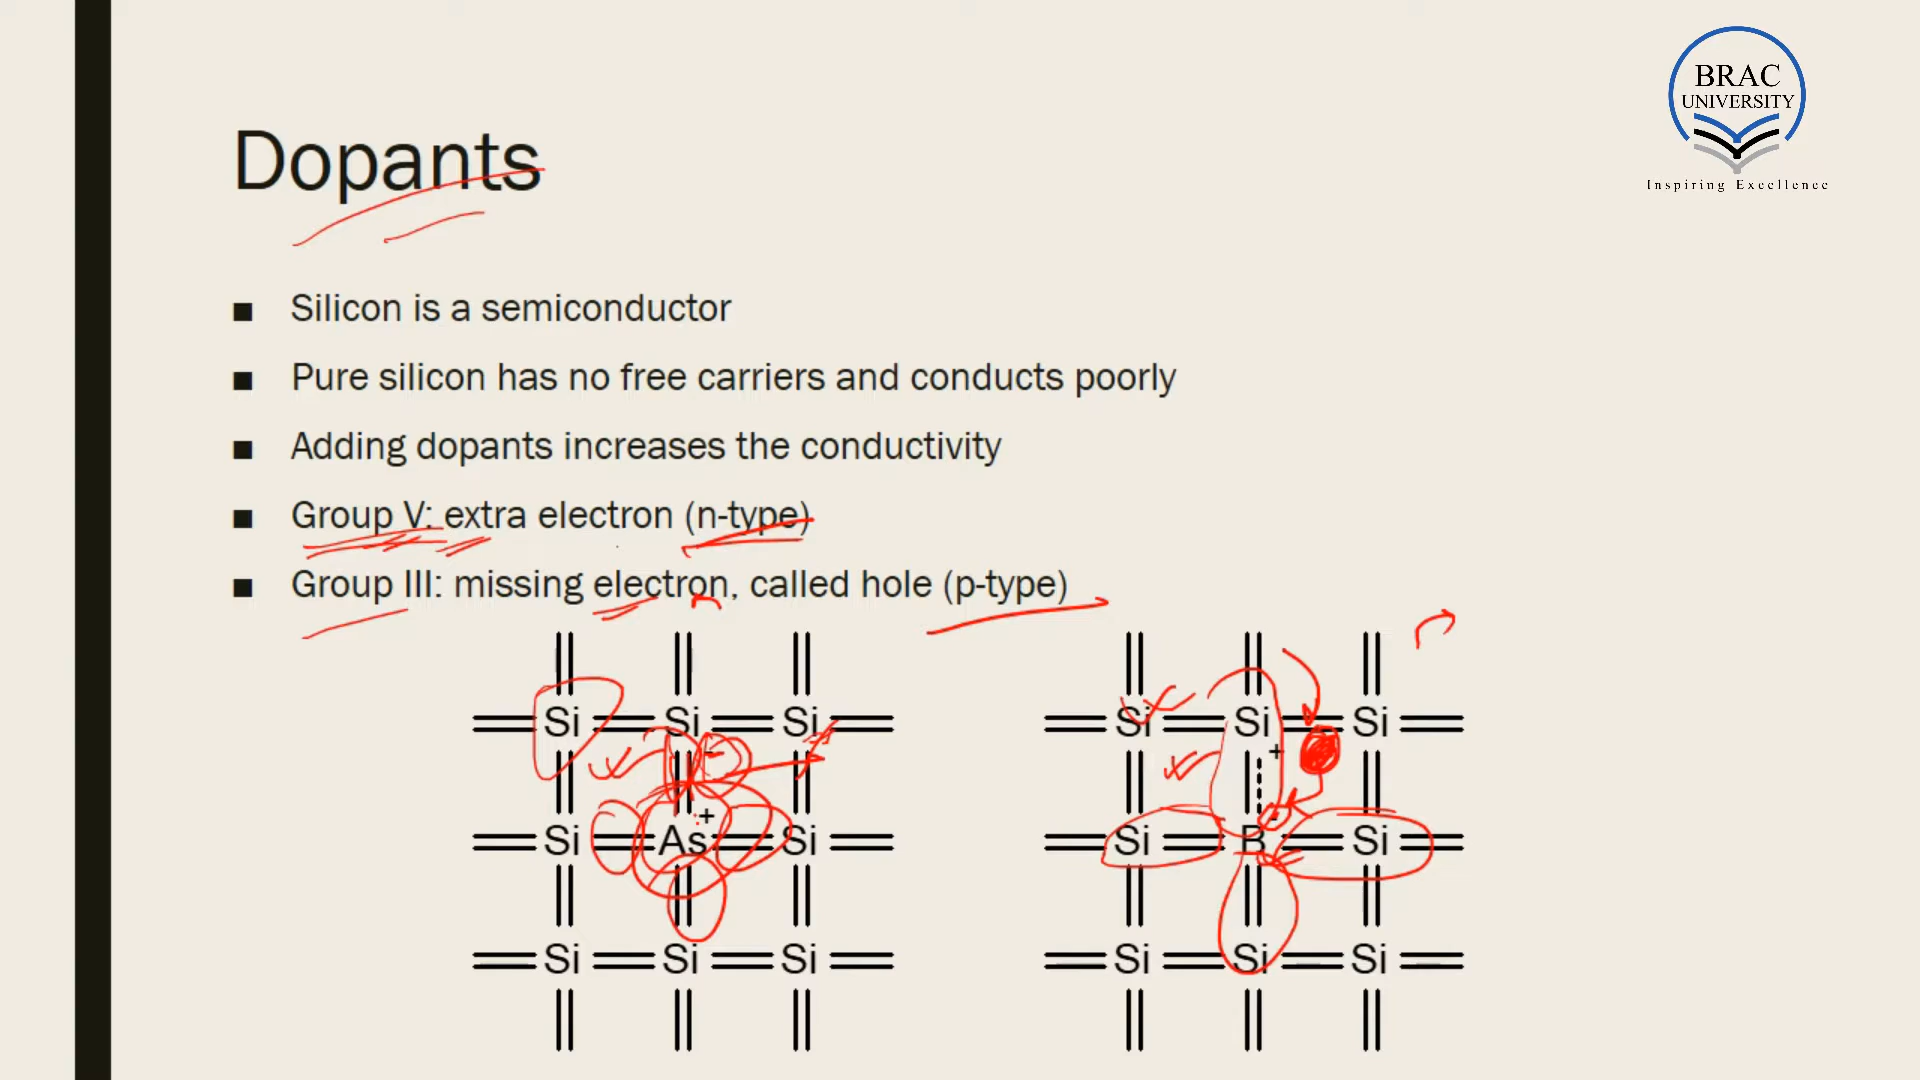 BRAC
UNIVERSITY
Inspiring Excellence
Dopants
■ Silicon is a semiconductor
■ Pure silicon has no free carriers and conducts poorly
■ Adding dopants increases the conductivity
■ Group V: extra electron (n-type)
■ Group III: missing electron, called hole (p-type)
Si Si Si
-
+
Si As Si
Si Si Si
Si Si Si
+
-
Si B Si
Si Si Si